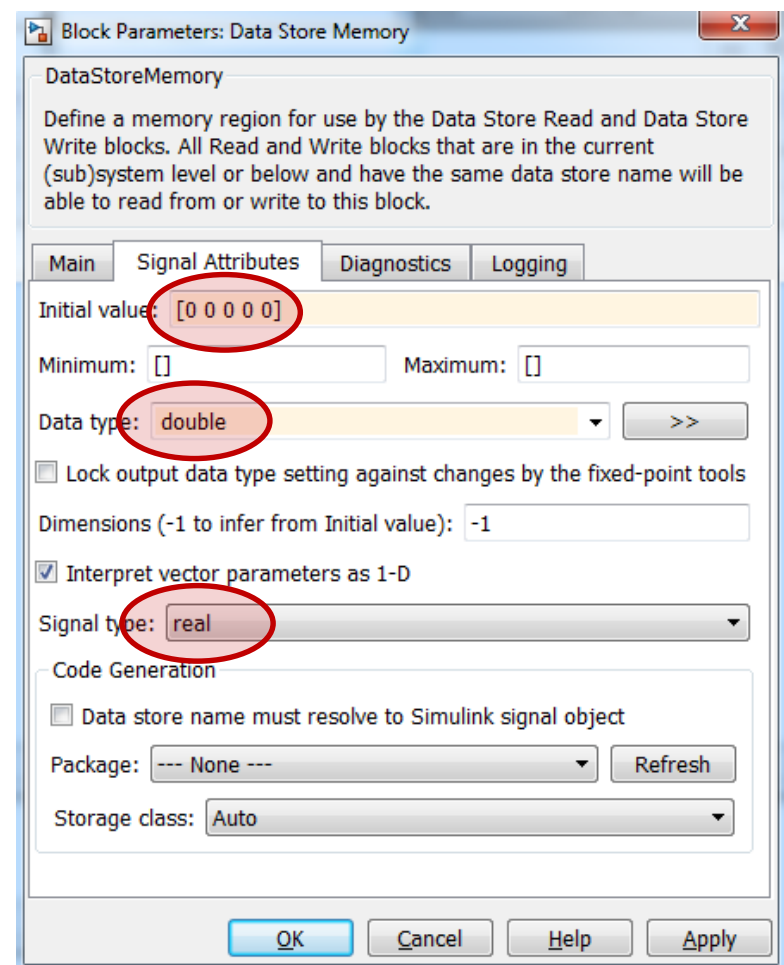 Block Parameters: Data Store Memory
DataStoreMemory
Define a memory region for use by the Data Store Read and Data Store
Write blocks. All Read and Write blocks that are in the current
(sub)system level or below and have the same data store name will be
able to read from or write to this block.
Main Signal Attributes Diagnostics Logging
Initial value: [0 0 0 0 0]
Minimum: [] Maximum: []
Data type: double >>
Lock output data type setting against changes by the fixed-point tools
Dimensions (-1 to infer from Initial value): -1
Interpret vector parameters as 1-D
Signal type: real
Code Generation
Data store name must resolve to Simulink signal object
Package: --- None --- Refresh
Storage class: Auto
OK Cancel Help Apply